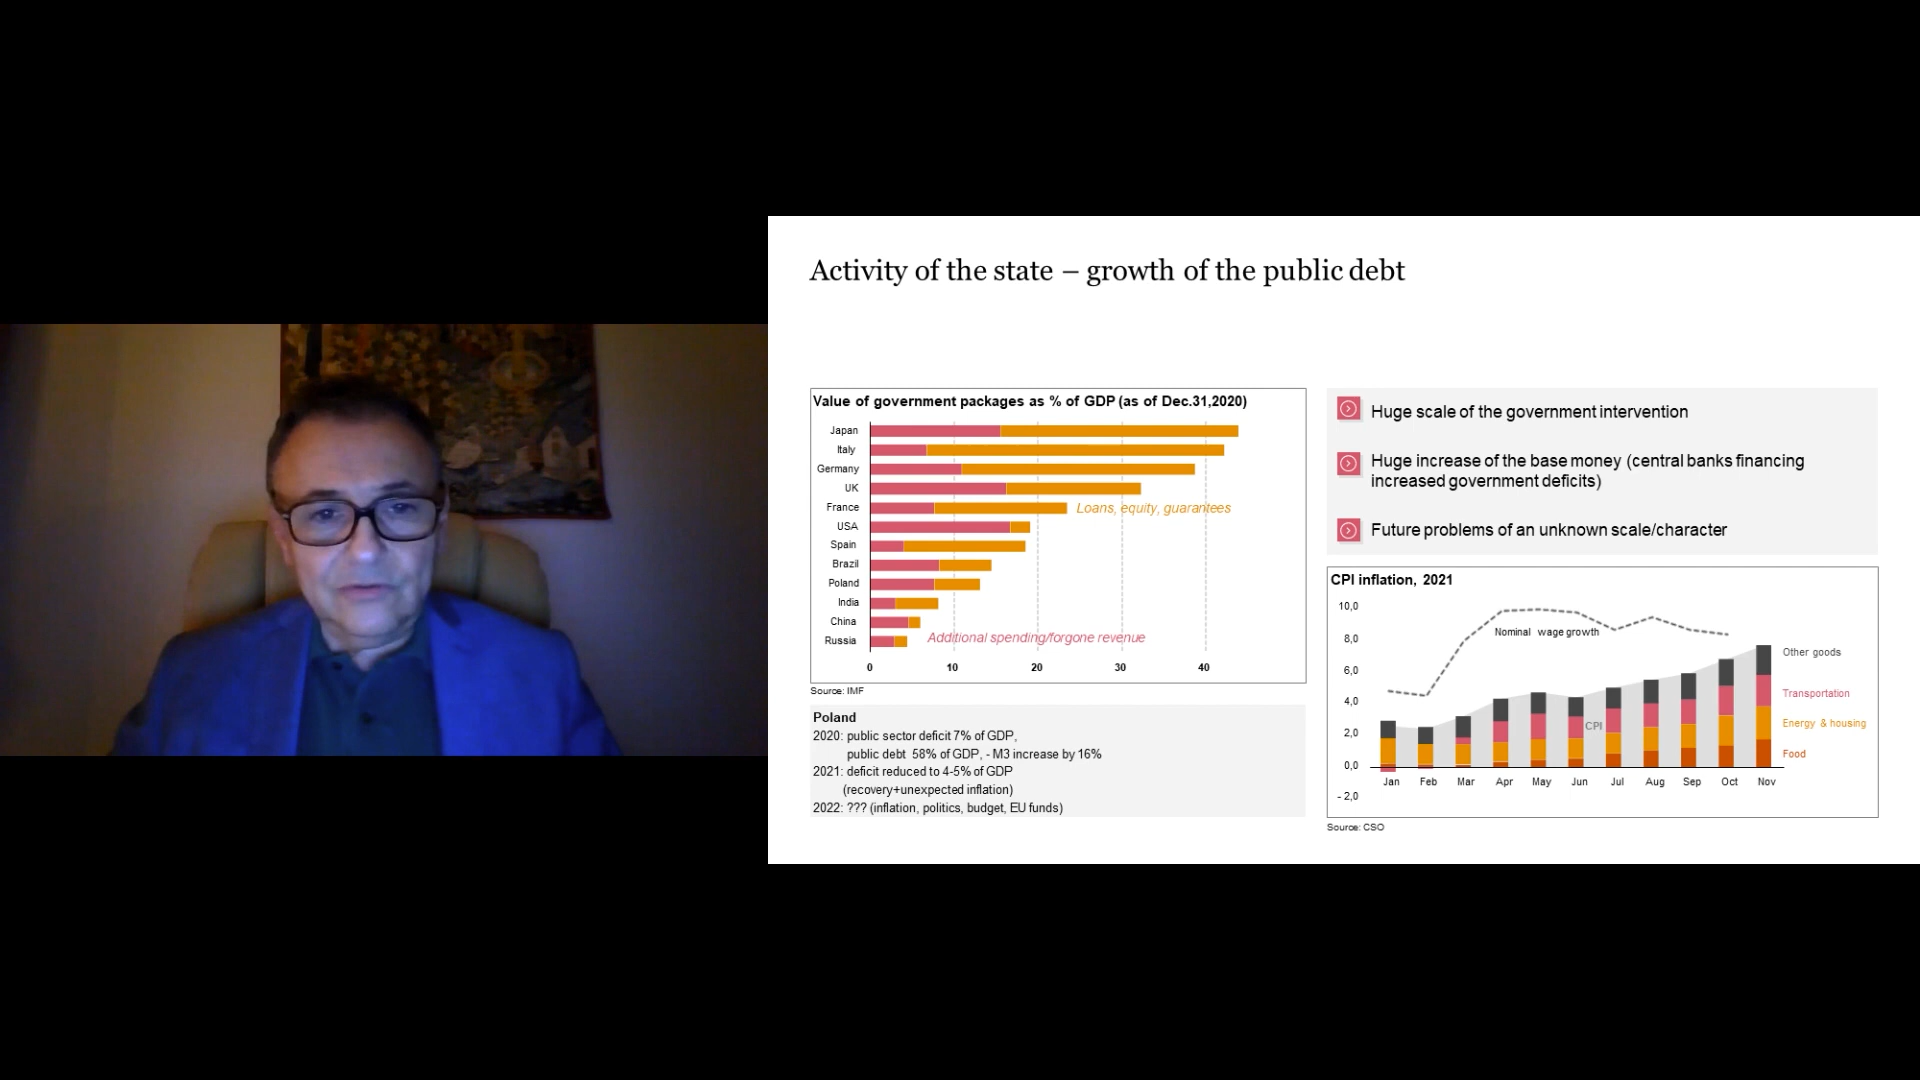 Activity of the state – growth of the public debt
Value of government packages as % of GDP (as of Dec.31,2020)
Japan
Italy
Germany
UK
France
Loans, equity, guarantees
USA
Spain
Brazil
Poland
India
China
Russia
Additional spending/forgone revenue
0 10 20 30 40
Source: IMF
Poland
2020: public sector deficit 7% of GDP,
public debt 58% of GDP, - M3 increase by 16%
2021: deficit reduced to 4-5% of GDP
(recovery+unexpected inflation)
2022: ??? (inflation, politics, budget, EU funds)
Huge scale of the government intervention
Huge increase of the base money (central banks financing
increased government deficits)
Future problems of an unknown scale/character
CPI inflation, 2021
10,0
8,0
6,0
4,0
2,0
0,0
- 2,0
Nominal wage growth
CPI
Other goods
Transportation
Energy & housing
Food
Jan Feb Mar Apr May Jun Jul Aug Sep Oct Nov
Source: CSO